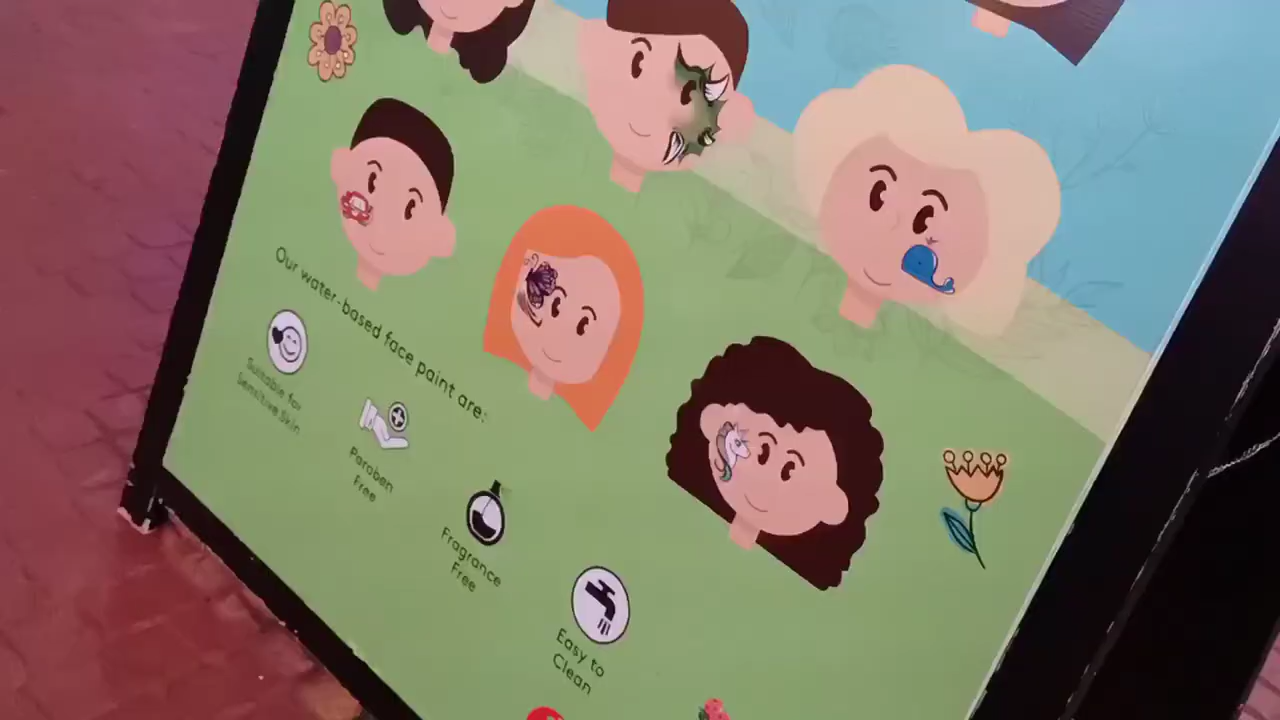 Our water-based face paint are:
Suitable for
Sensitive Skin
Paraben
Free
Fragrance
Free
Easy to
Clean